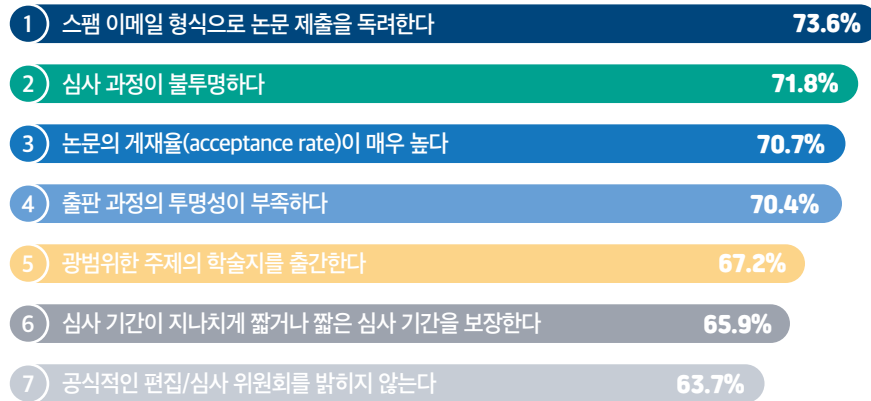 1 스팸 이메일 형식으로 논문 제출을 독려한다 73.6%
2 심사 과정이 불투명하다 71.8%
3 논문의 게재율(acceptance rate)이 매우 높다 70.7%
4 출판 과정의 투명성이 부족하다 70.4%
5 광범위한 주제의 학술지를 출간한다 67.2%
6 심사 기간이 지나치게 짧거나 짧은 심사 기간을 보장한다 65.9%
7 공식적인 편집/심사 위원회를 밝히지 않는다 63.7%